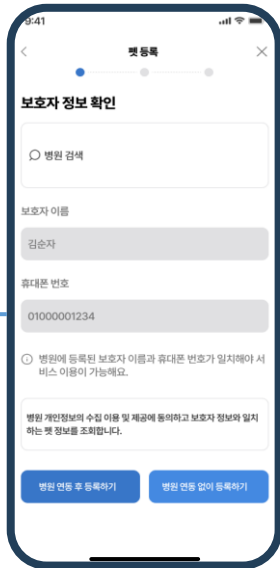 9:41
펫 등록
보호자 정보 확인
병원 검색
보호자 이름
김순자
휴대폰 번호
01000001234
병원에 등록된 보호자 이름과 휴대폰 번호가 일치해야 서
비스 이용이 가능해요.
병원 개인정보의 수집 이용 및 제공에 동의하고 보호자 정보와 일치
하는 펫 정보를 조회합니다.
병원 연동 후 등록하기
병원 연동 없이 등록하기